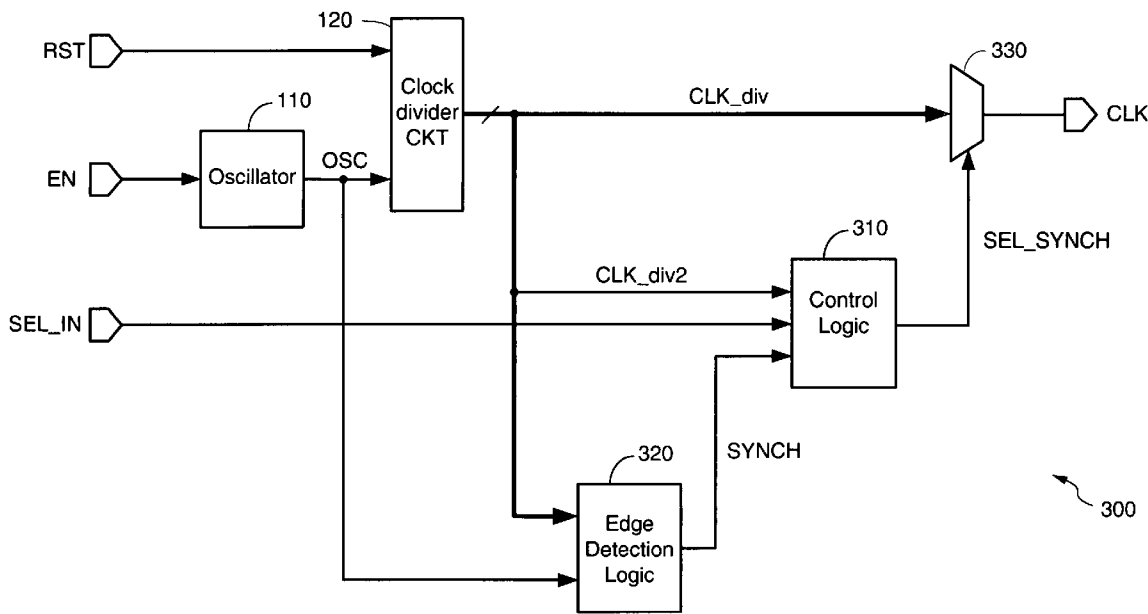 120
RST
330
Clock
divider
CKT
CLK_div
CLK
110
OSC
EN
Oscillator
310
SEL_SYNCH
CLK_div2
Control
Logic
SEL_IN
SYNCH
320
300
Edge
Detection
Logic